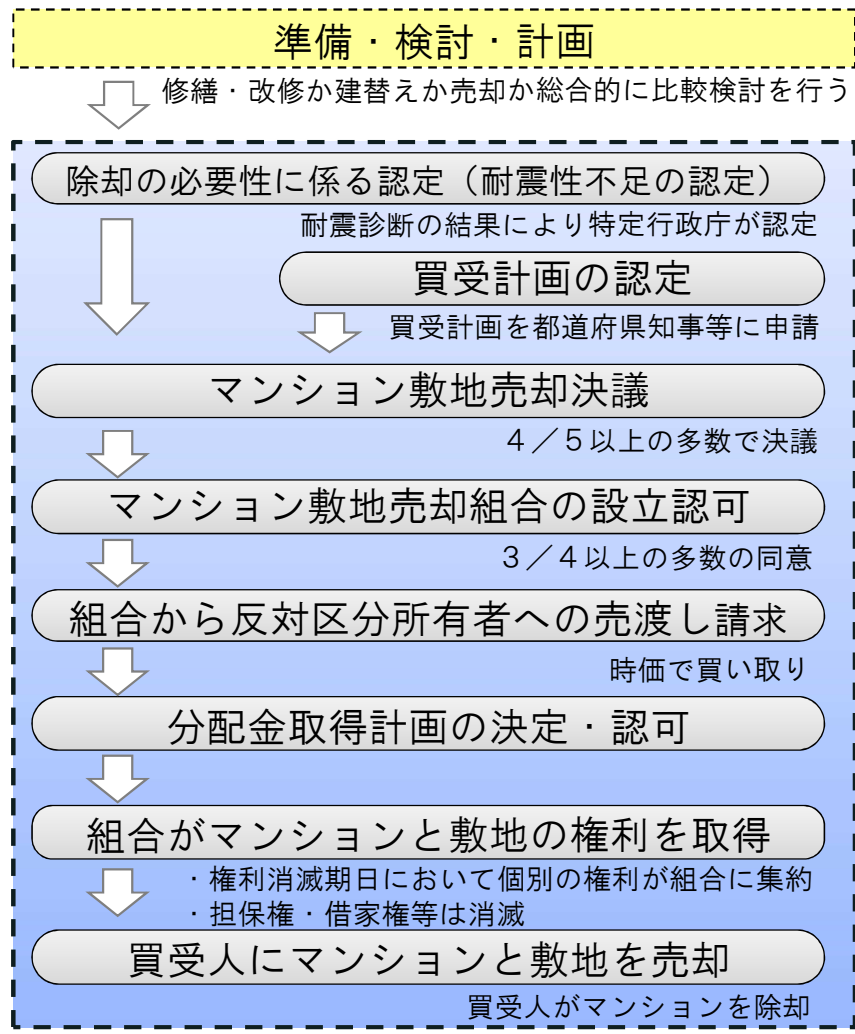 準備・検討・計画
修繕・改修か建替えか売却か総合的に比較検討を行う
除却の必要性に係る認定（耐震性不足の認定）
耐震診断の結果により特定行政庁が認定
買受計画の認定
買受計画を都道府県知事等に申請
マンション敷地売却決議
４／５以上の多数で決議
マンション敷地売却組合の設立認可
３／４以上の多数の同意
組合から反対区分所有者への売渡し請求
時価で買い取り
分配金取得計画の決定・認可
組合がマンションと敷地の権利を取得
・権利消滅期日において個別の権利が組合に集約
・担保権・借家権等は消滅
買受人にマンションと敷地を売却
買受人がマンションを除却